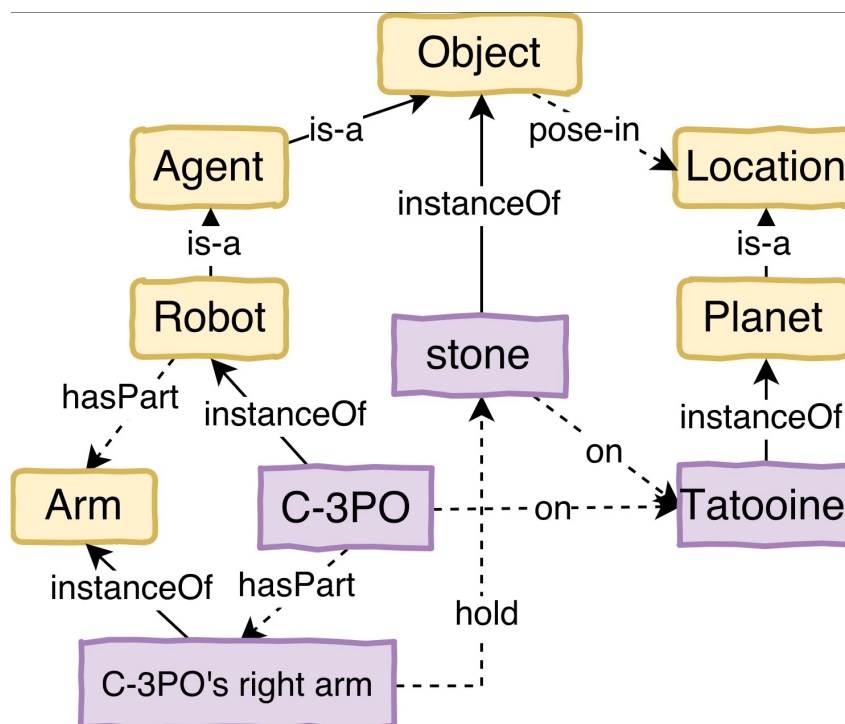 Object
is-a
pose-in
Agent
Location
instanceOf
is-a
is-a
Robot
Planet
stone
hasPart
instanceOf
instanceOf
on
Arm
C-3PO
on
Tatooine
instanceOf
hasPart
hold
C-3PO's right arm